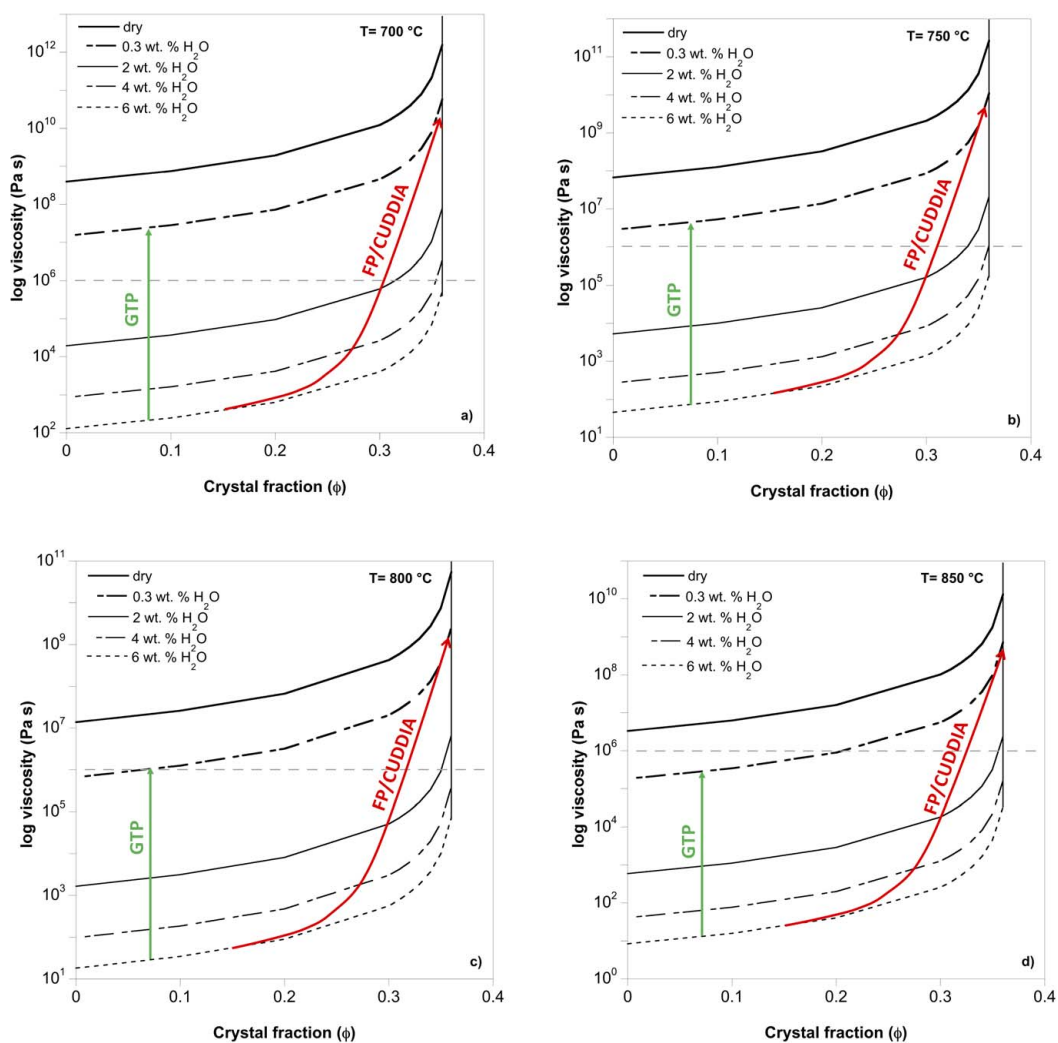 dry
0.3 wt. % H2O
2 wt. % H2O
4 wt. % H2O
6 wt. % H2O
T= 700 °C
10^12
10^10
10^8
10^6
10^4
10^2
log viscosity (Pa s)
GTP
FP/CUDDIA
a)
0 0.1 0.2 0.3 0.4
Crystal fraction (ϕ)
dry
0.3 wt. % H2O
2 wt. % H2O
4 wt. % H2O
6 wt. % H2O
T= 750 °C
10^11
10^9
10^7
10^5
10^3
10^1
log viscosity (Pa s)
GTP
FP/CUDDIA
b)
0 0.1 0.2 0.3 0.4
Crystal fraction (ϕ)
dry
0.3 wt. % H2O
2 wt. % H2O
4 wt. % H2O
6 wt. % H2O
T= 800 °C
10^11
10^9
10^7
10^5
10^3
10^1
log viscosity (Pa s)
GTP
FP/CUDDIA
c)
0 0.1 0.2 0.3 0.4
Crystal fraction (ϕ)
dry
0.3 wt. % H2O
2 wt. % H2O
4 wt. % H2O
6 wt. % H2O
T= 850 °C
10^10
10^8
10^6
10^4
10^2
10^0
log viscosity (Pa s)
GTP
FP/CUDDIA
d)
0 0.1 0.2 0.3 0.4
Crystal fraction (ϕ)